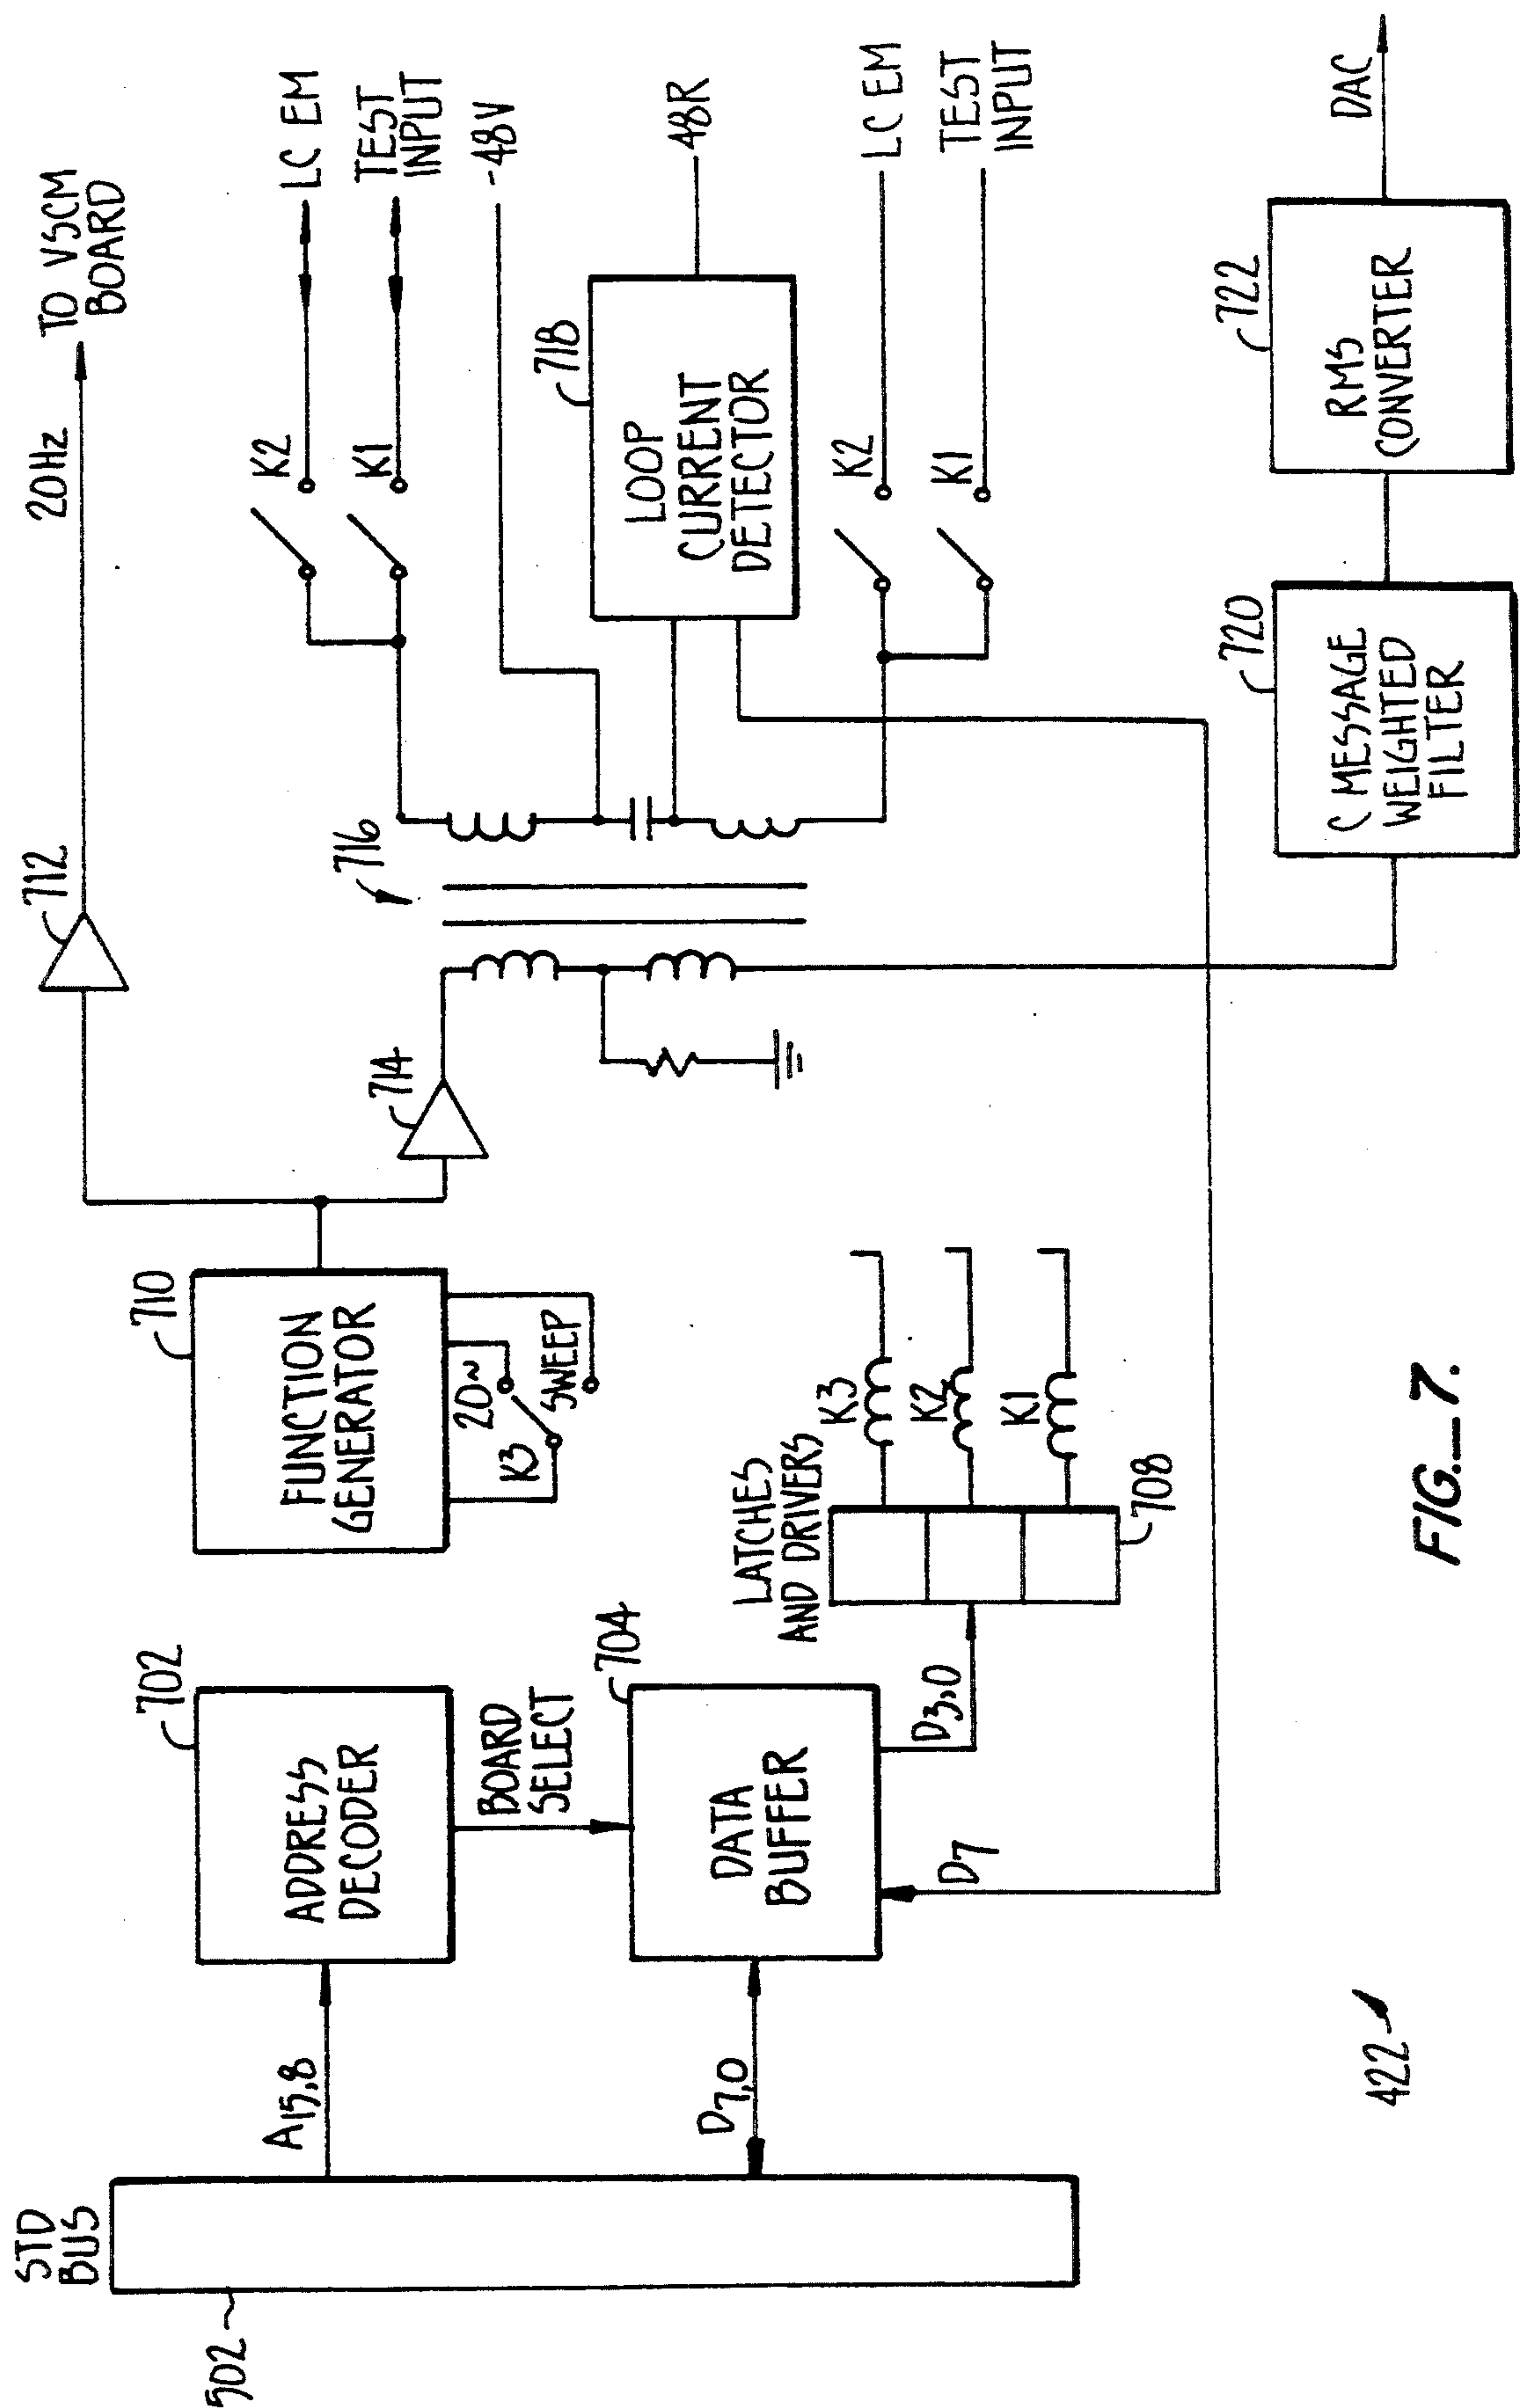 STD
BUS
502
A15,8
D7,0
702
ADDRESS
DECODER
BOARD
SELECT
704
DATA
BUFFER
D3,0
D7
LATCHES
AND DRIVERS
708
K3
K2
K1
710
FUNCTION
GENERATOR
20~
K3
SWEEP
712
20Hz
TO VSCM
BOARD
714
716
K2
LC EM
K1
TEST
INPUT
-48V
718
LOOP
CURRENT
DETECTOR
48R
K2
LC EM
K1
TEST
INPUT
720
C MESSAGE
WEIGHTED
FILTER
722
RMS
CONVERTER
DAC
422
FIG._7.